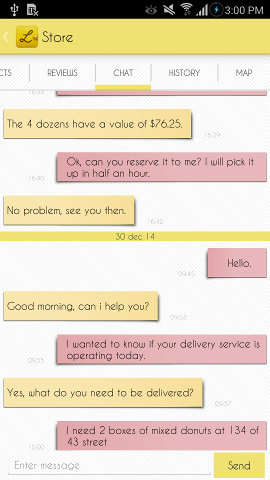 3:00 PM
L
Store
CTS
REVIEWS
CHAT
HISTORY
MAP
16:38
The 4 dozens have a value of $76.25.
16:39
Ok, can you reserve it to me? I will pick it
up in half an hour.
16:40
No problem, see you then.
16:42
30 dec 14
Hello.
09:45
Good morning, can i help you?
09:53
I wanted to know if your delivery service is
operating today.
09:55
Yes, what do you need to be delivered?
09:57
I need 2 boxes of mixed donuts at 134 of
43 street
10:00
Enter message
Send